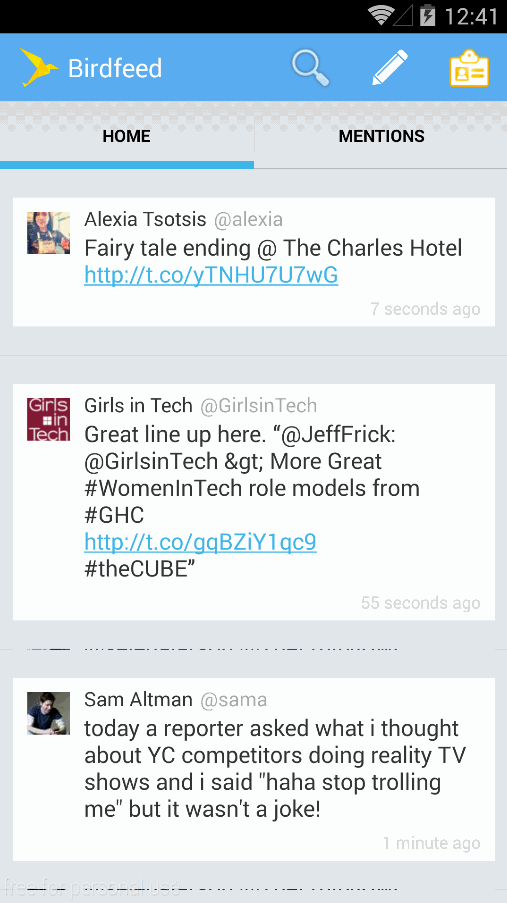 12:41
Birdfeed
HOME
MENTIONS
Alexia Tsotsis @alexia
Fairy tale ending @ The Charles Hotel
http://t.co/yTNHU7U7wG
7 seconds ago
Girls
in
Tech
Girls in Tech @GirlsinTech
Great line up here. “@JeffFrick:
@GirlsinTech &gt; More Great
#WomenInTech role models from
#GHC
http://t.co/gqBZiY1qc9
#theCUBE”
55 seconds ago
Sam Altman @sama
today a reporter asked what i thought
about YC competitors doing reality TV
shows and i said "haha stop trolling
me" but it wasn't a joke!
1 minute ago
free for personal use